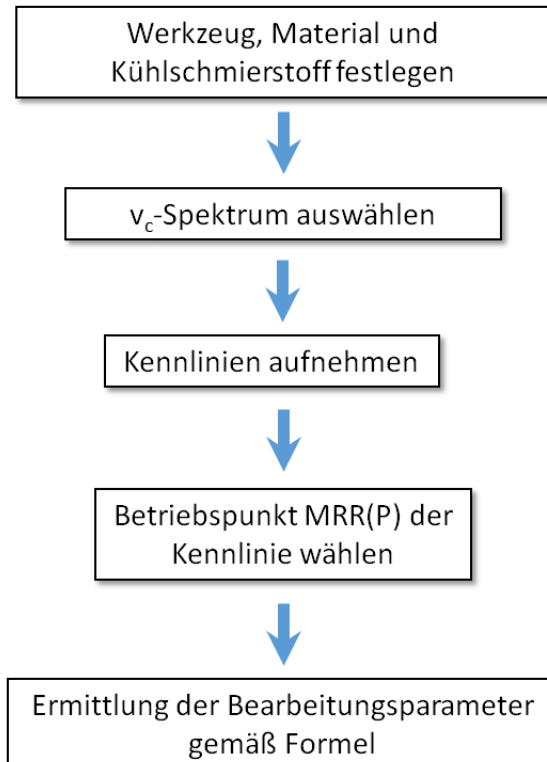 Werkzeug, Material und
Kühlschmierstoff festlegen
vc-Spektrum auswählen
Kennlinien aufnehmen
Betriebspunkt MRR(P) der
Kennlinie wählen
Ermittlung der Bearbeitungsparameter
gemäß Formel